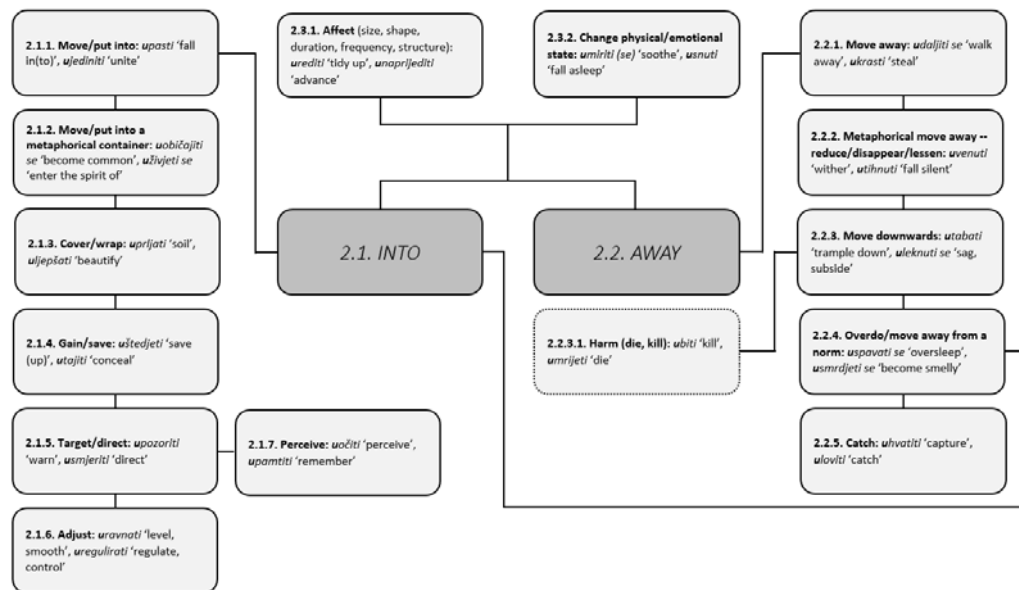 2.1.1. Move/put into: upasti ‘fall
in(to)’, ujediniti ‘unite’
2.1.2. Move/put into a
metaphorical container: uobičajiti
se ‘become common’, uživjeti se
‘enter the spirit of’
2.1.3. Cover/wrap: uprljati ‘soil’,
uljepšati ‘beautify’
2.1.4. Gain/save: uštedjeti ‘save
(up)’, utajiti ‘conceal’
2.1.5. Target/direct: upozoriti
‘warn’, usmjeriti ‘direct’
2.1.6. Adjust: uravnati ‘level,
smooth’, uregulirati ‘regulate,
control’
2.1.7. Perceive: uočiti ‘perceive’,
upamtiti ‘remember’
2.3.1. Affect (size, shape,
duration, frequency, structure):
urediti ‘tidy up’, unaprijediti
‘advance’
2.3.2. Change physical/emotional
state: umiriti (se) ‘soothe’, usnuti
‘fall asleep’
2.1. INTO
2.2. AWAY
2.2.3.1. Harm (die, kill): ubiti ‘kill’,
umrijeti ‘die’
2.2.1. Move away: udaljiti se ‘walk
away’, ukrasti ‘steal’
2.2.2. Metaphorical move away --
reduce/disappear/lessen: uvenuti
‘wither’, utihnuti ‘fall silent’
2.2.3. Move downwards: utabati
‘trample down’, uleknuti se ‘sag,
subside’
2.2.4. Overdo/move away from a
norm: uspavati se ‘oversleep’,
usmrdjeti se ‘become smelly’
2.2.5. Catch: uhvatiti ‘capture’,
uloviti ‘catch’